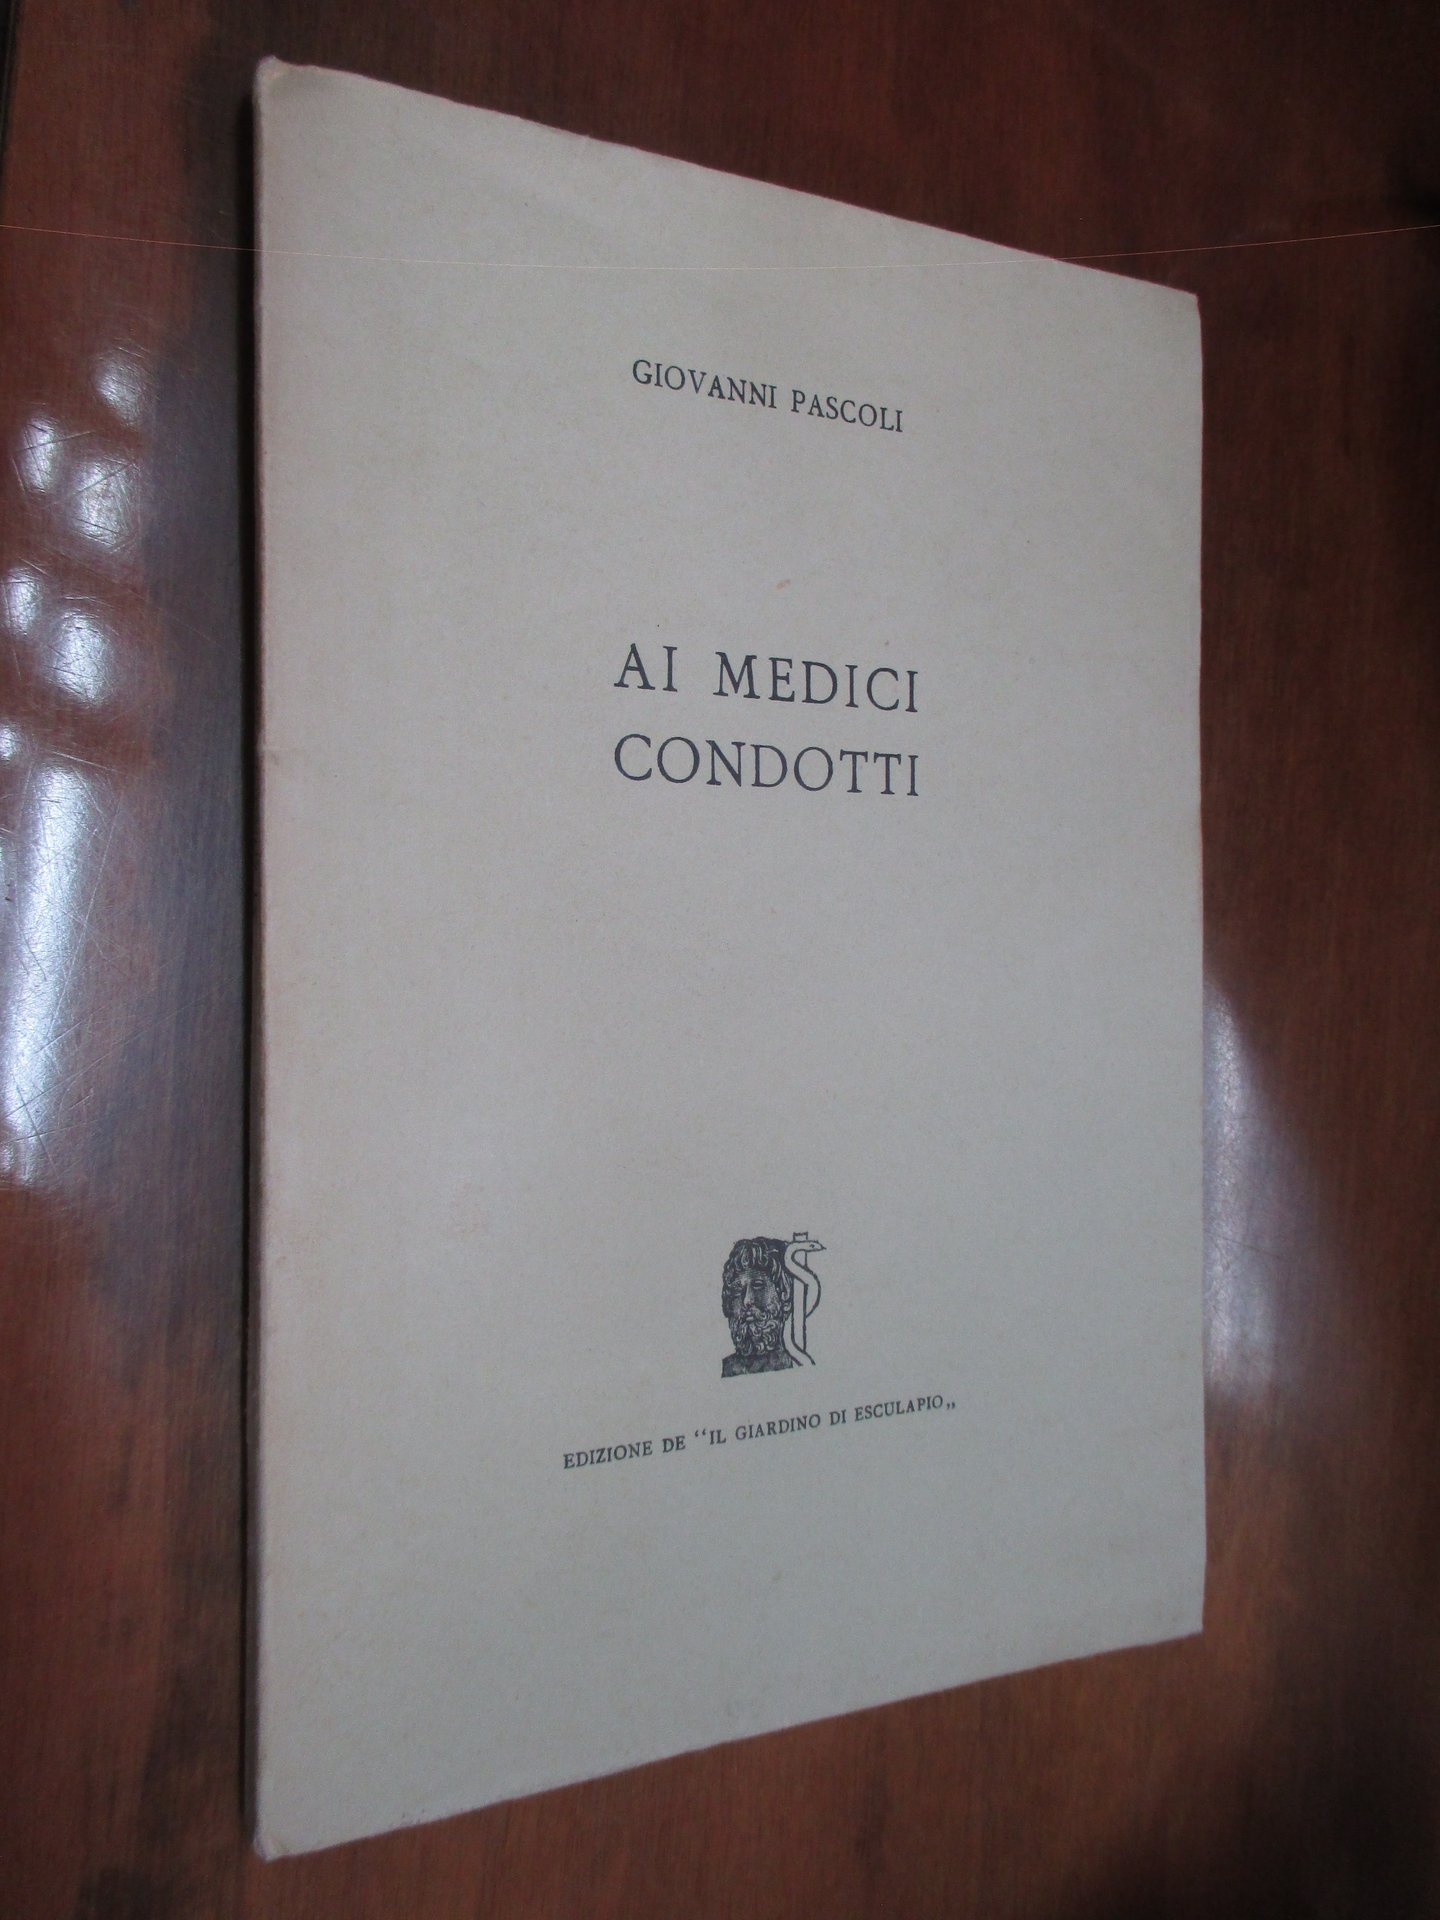 GIOVANNI PASCOLI
AI MEDICI
CONDOTTI
EDIZIONE DE “IL GIARDINO DI ESCULAPIO„